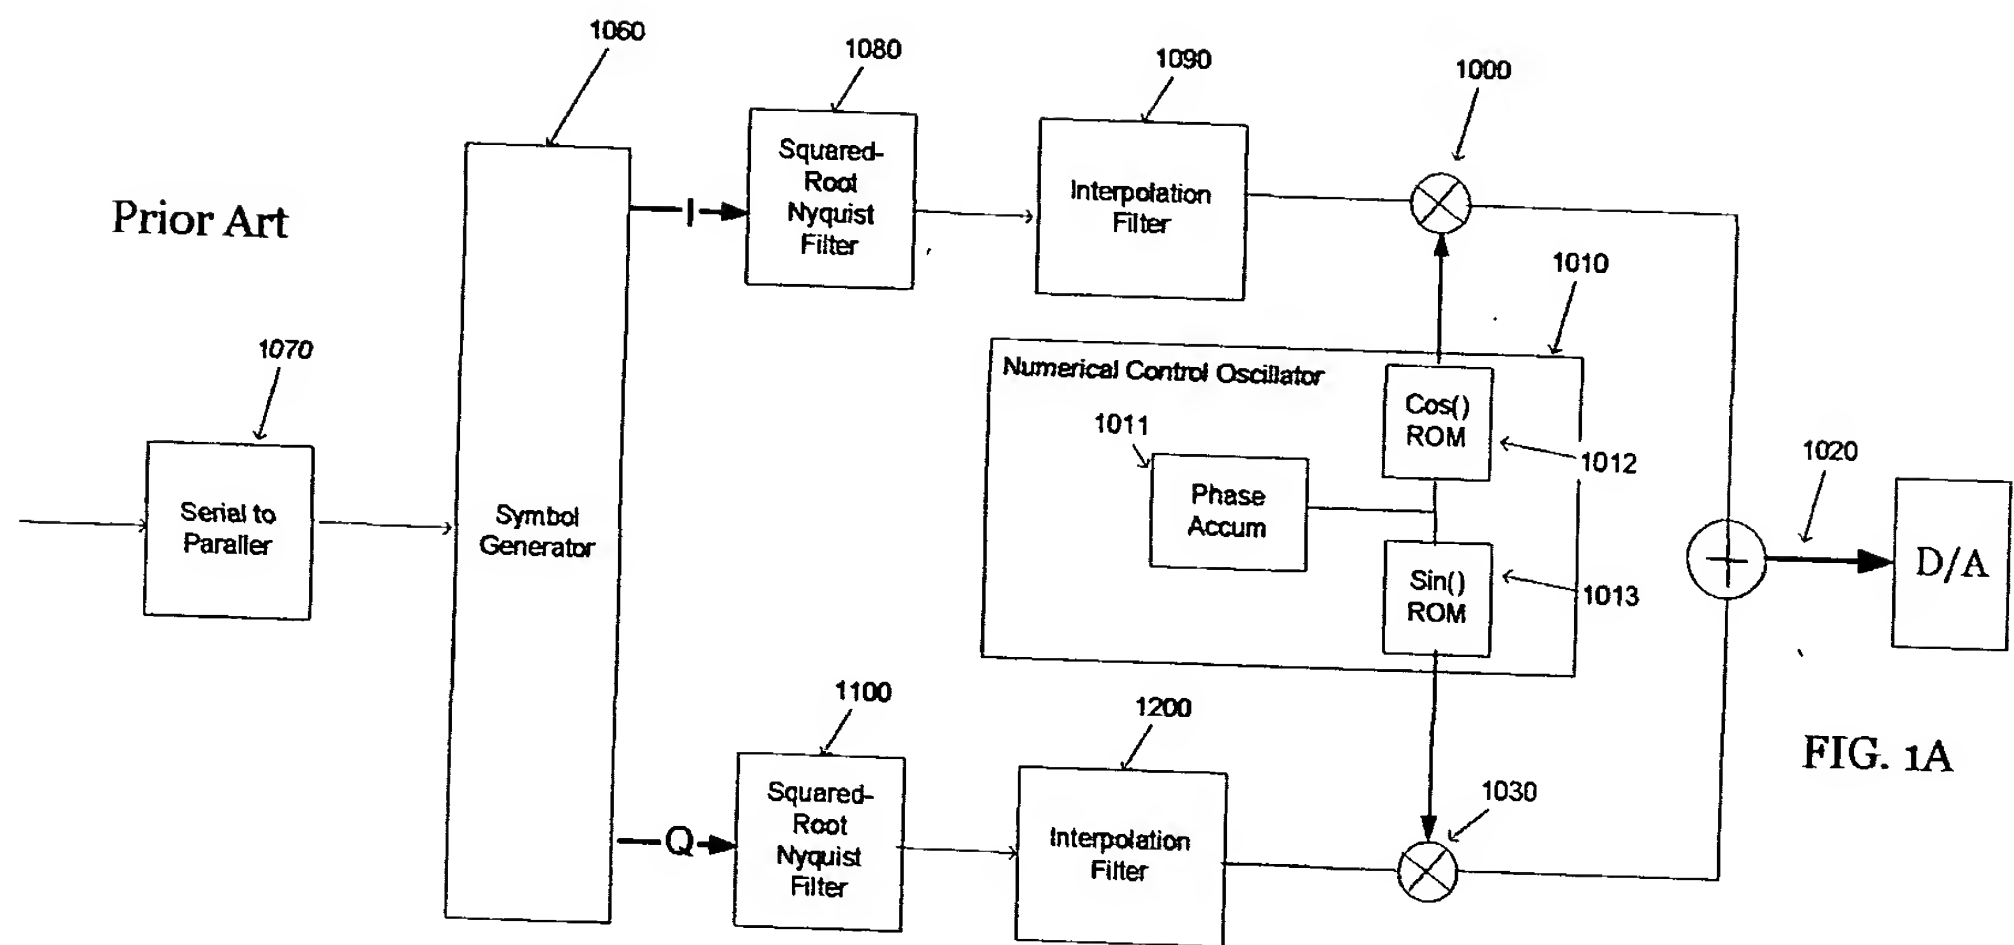 1060
1080
1090
1000
Squared-
Root
Nyquist
Filter
Interpolation
Filter
I
Prior Art
1010
1070
Numerical Control Oscillator
Cos()
ROM
1011
1012
1020
Phase
Accum
Serial to
Paraller
Symbol
Generator
D/A
Sin()
ROM
1013
1100
1200
FIG. 1A
1030
Squared-
Root
Nyquist
Filter
Q
Interpolation
Filter